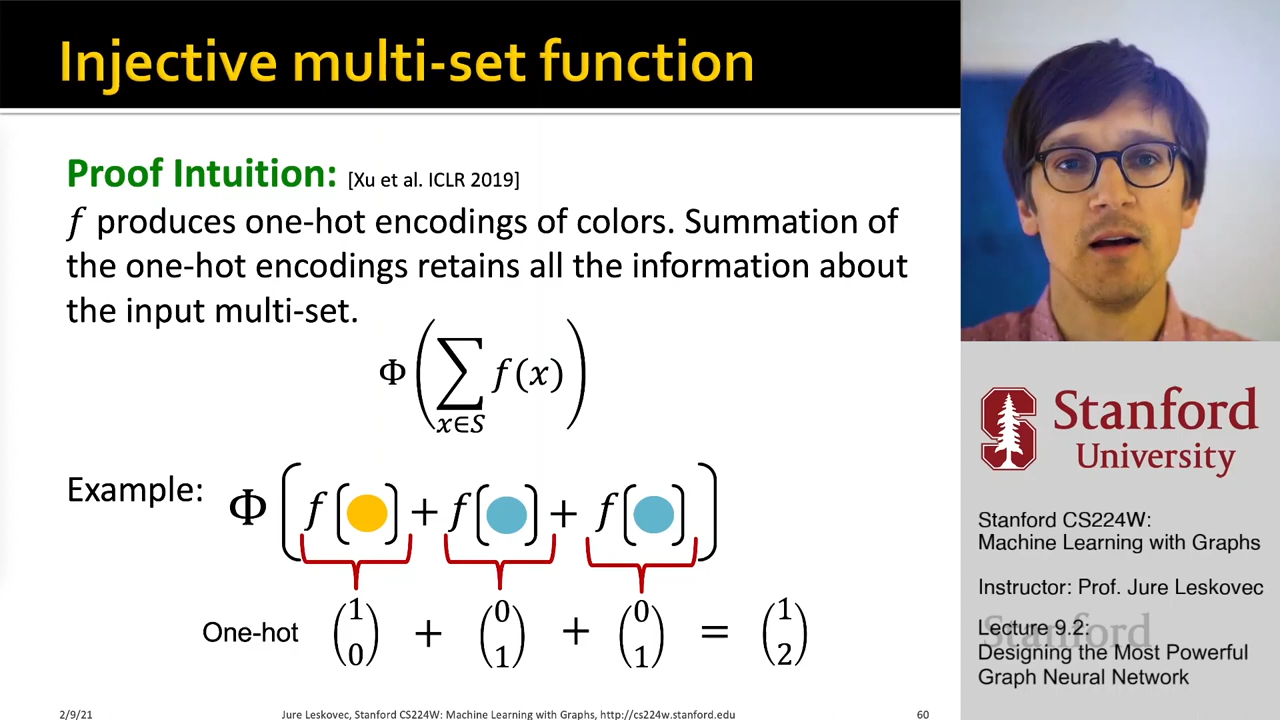 Injective multi-set function
Proof Intuition: [Xu et al. ICLR 2019]
f produces one-hot encodings of colors. Summation of
the one-hot encodings retains all the information about
the input multi-set.
Φ(∑x∈S f(x))
Example: Φ[f[ ] + f[ ] + f[ ]]
One-hot (1 0) + (0 1) + (0 1) = (1 2)
2/9/21
Jure Leskovec, Stanford CS224W: Machine Learning with Graphs, http://cs224w.stanford.edu
60
Stanford
University
Stanford CS224W:
Machine Learning with Graphs
Instructor: Prof. Jure Leskovec
Stanford
Lecture 9.2:
Designing the Most Powerful
Graph Neural Network